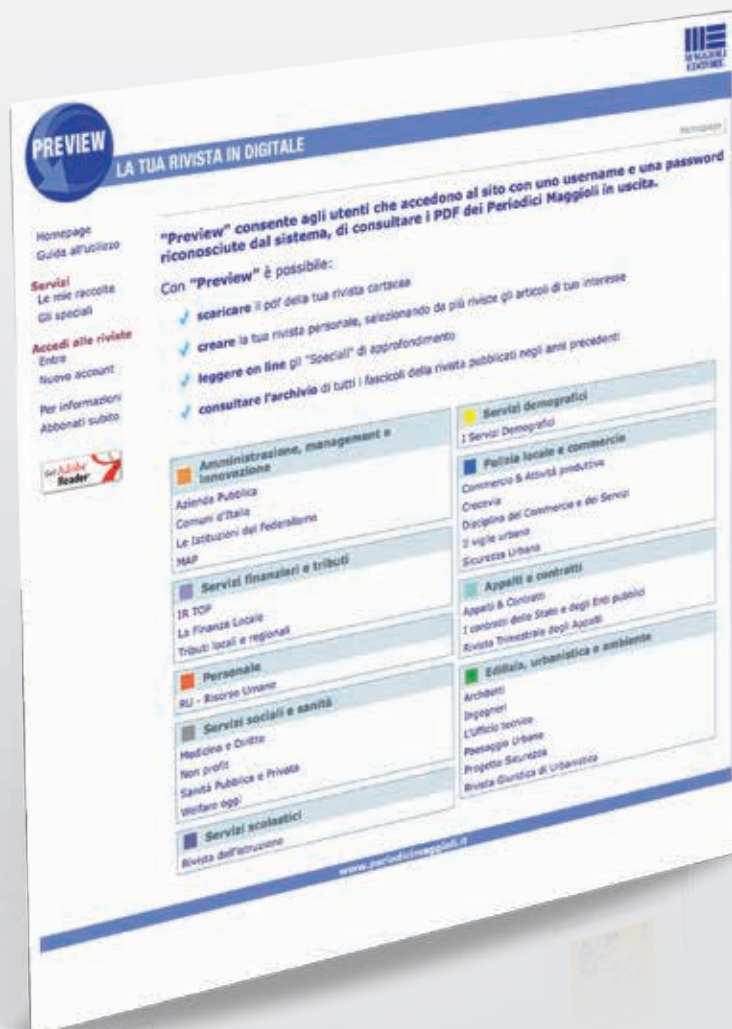 MAGGIOLI
EDITORE
PREVIEW
LA TUA RIVISTA IN DIGITALE
Homepage
Homepage
Guida all'utilizzo
Servizi
Le mie raccolte
Gli speciali
Accedi alle riviste
Entra
Nuovo account
Per informazioni
Abbonati subito
Get Adobe
Reader
"Preview" consente agli utenti che accedono al sito con uno username e una password
riconosciute dal sistema, di consultare i PDF dei Periodici Maggioli in uscita.
Con "Preview" è possibile:
scaricare il pdf della tua rivista cartacea
creare la tua rivista personale, selezionando da più riviste gli articoli di tuo interesse
leggere on line gli "Speciali" di approfondimento
consultare l'archivio di tutti i fascicoli della rivista pubblicati negli anni precedenti
Amministrazione, management e
innovazione
Azienda Pubblica
Comuni d'Italia
Le Istituzioni del Federalismo
MAP
Servizi finanziari e tributi
IR TOP
La Finanza Locale
Tributi locali e regionali
Personale
RU - Risorse Umane
Servizi sociali e sanità
Medicina e Diritto
Non profit
Sanità Pubblica e Privata
Welfare oggi
Servizi scolastici
Rivista dell'istruzione
Servizi demografici
I Servizi Demografici
Polizia locale e commercio
Commercio & Attività produttive
Crocevia
Disciplina del Commercio e dei Servizi
Il vigile urbano
Sicurezza Urbana
Appalti e contratti
Appalti & Contratti
I contratti dello Stato e degli Enti pubblici
Rivista Trimestrale degli Appalti
Edilizia, urbanistica e ambiente
Architetti
Ingegneri
L'Ufficio tecnico
Paesaggio Urbano
Progetto Sicurezza
Rivista Giuridica di Urbanistica
www.periodicimaggioli.it